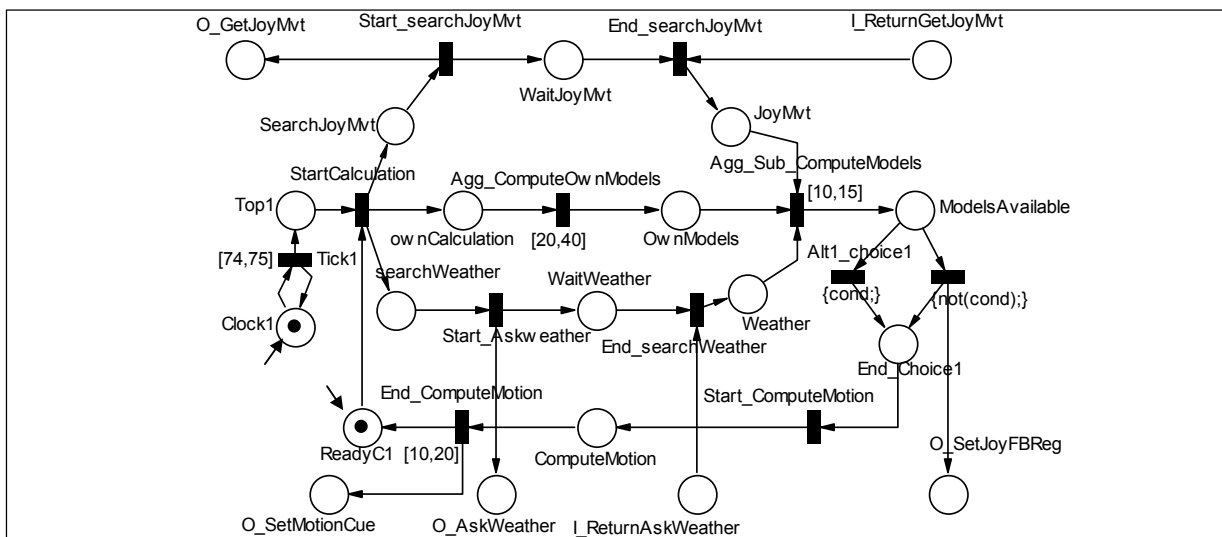 O_GetJoyMvt
Start_searchJoyMvt
End_searchJoyMvt
I_ReturnGetJoyMvt
WaitJoyMvt
SearchJoyMvt
JoyMvt
Agg_Sub_ComputeModels
StartCalculation
Agg_ComputeOwnModels
[10,15]
Top1
ModelsAvailable
ownCalculation
OwnModels
[20,40]
[74,75]
Tick1
Alt1_choice1
searchWeather
WaitWeather
{cond;}
{not(cond);}
Clock1
Weather
Start_Askweather
End_searchWeather
End_Choice1
End_ComputeMotion
Start_ComputeMotion
ReadyC1
[10,20]
ComputeMotion
O_SetJoyFBReg
O_SetMotionCue
O_AskWeather
I_ReturnAskWeather